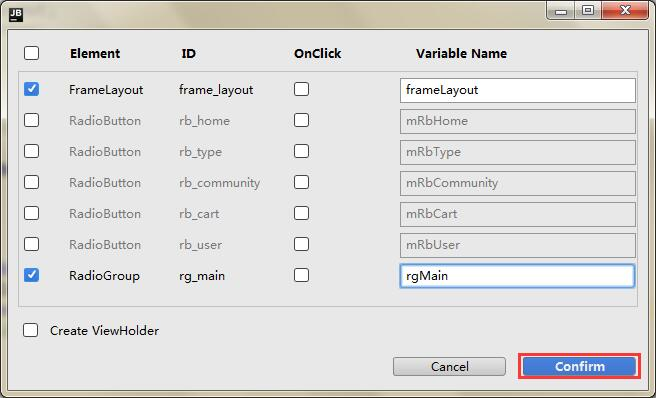 JB
Element ID OnClick Variable Name
FrameLayout frame_layout frameLayout
RadioButton rb_home mRbHome
RadioButton rb_type mRbType
RadioButton rb_community mRbCommunity
RadioButton rb_cart mRbCart
RadioButton rb_user mRbUser
RadioGroup rg_main rgMain
Create ViewHolder
Cancel Confirm